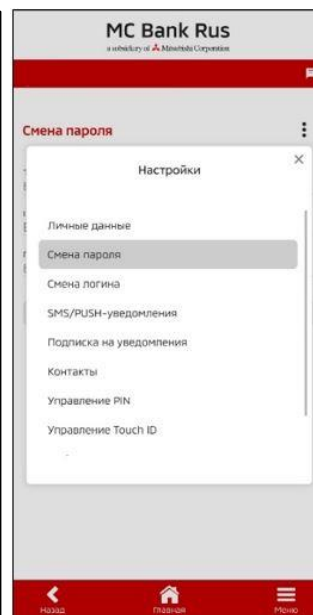 MC Bank Rus
a subsidiary of Mitsubishi Corporation
Смена пароля
Настройки
Личные данные
Смена пароля
Смена логина
SMS/PUSH-уведомления
Подписка на уведомления
Контакты
Управление PIN
Управление Touch ID
Назад
Главная
Меню